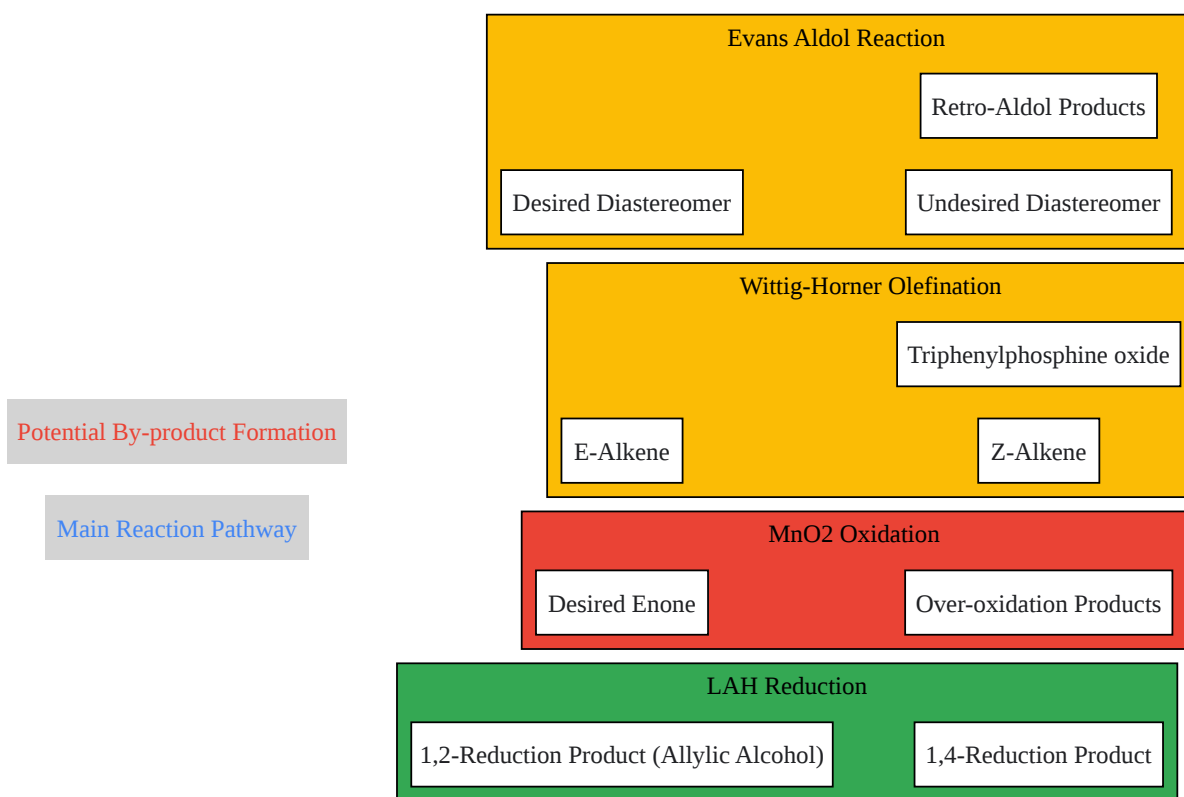 Evans Aldol Reaction
Retro-Aldol Products
Desired Diastereomer
Undesired Diastereomer
Wittig-Horner Olefination
Triphenylphosphine oxide
E-Alkene
Z-Alkene
Potential By-product Formation
Main Reaction Pathway
MnO2 Oxidation
Desired Enone
Over-oxidation Products
LAH Reduction
1,2-Reduction Product (Allylic Alcohol)
1,4-Reduction Product